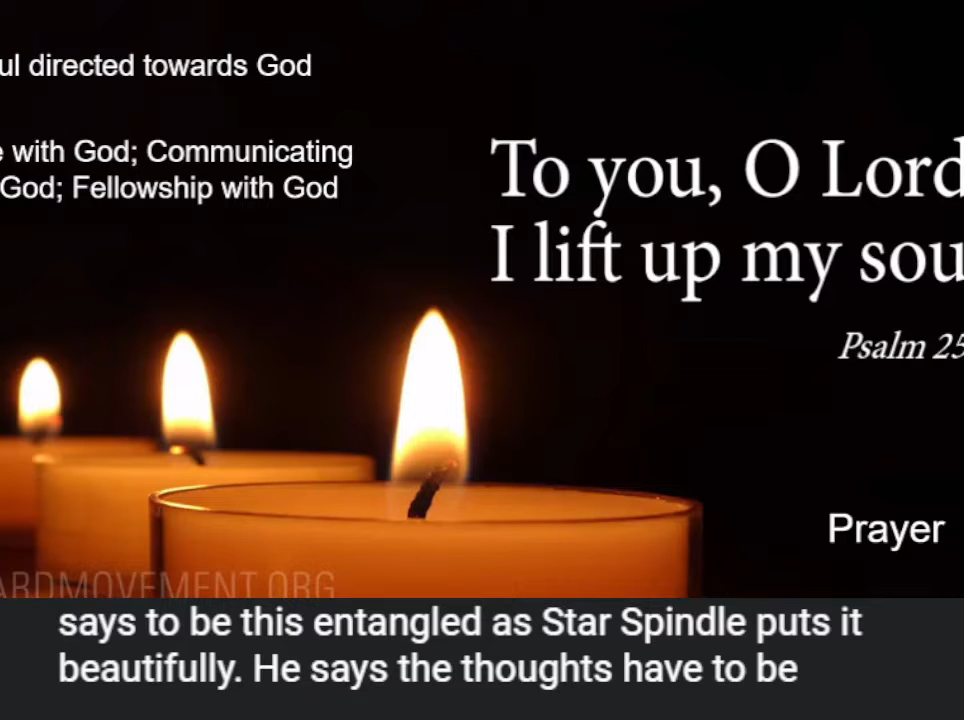 ul directed towards God
e with God; Communicating
God; Fellowship with God
To you, O Lord
I lift up my sou
Psalm 25
Prayer
ARDMOVEMENT.ORG
says to be this entangled as Star Spindle puts it
beautifully. He says the thoughts have to be